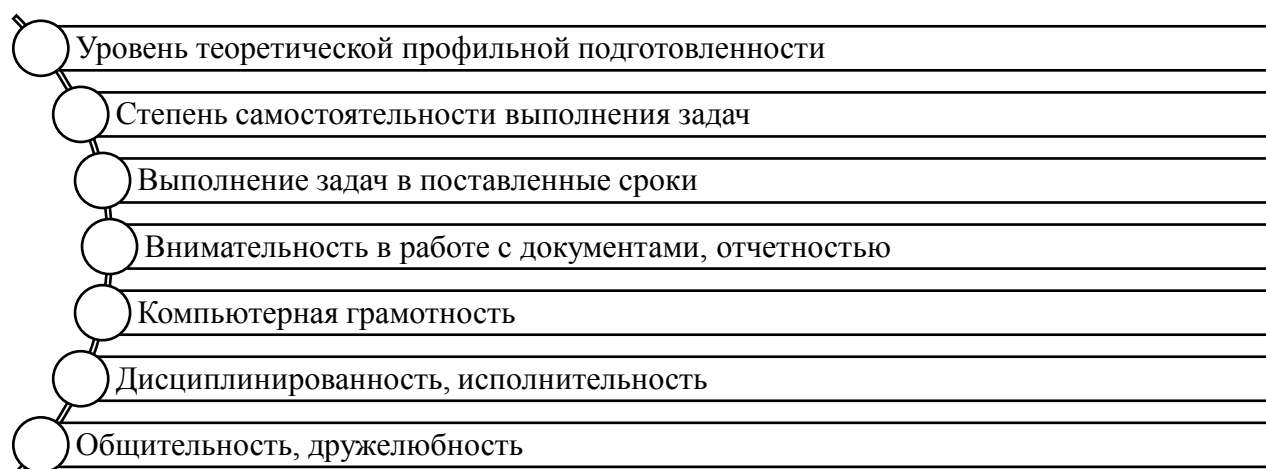 Уровень теоретической профильной подготовленности
Степень самостоятельности выполнения задач
Выполнение задач в поставленные сроки
Внимательность в работе с документами, отчетностью
Компьютерная грамотность
Дисциплинированность, исполнительность
Общительность, дружелюбность